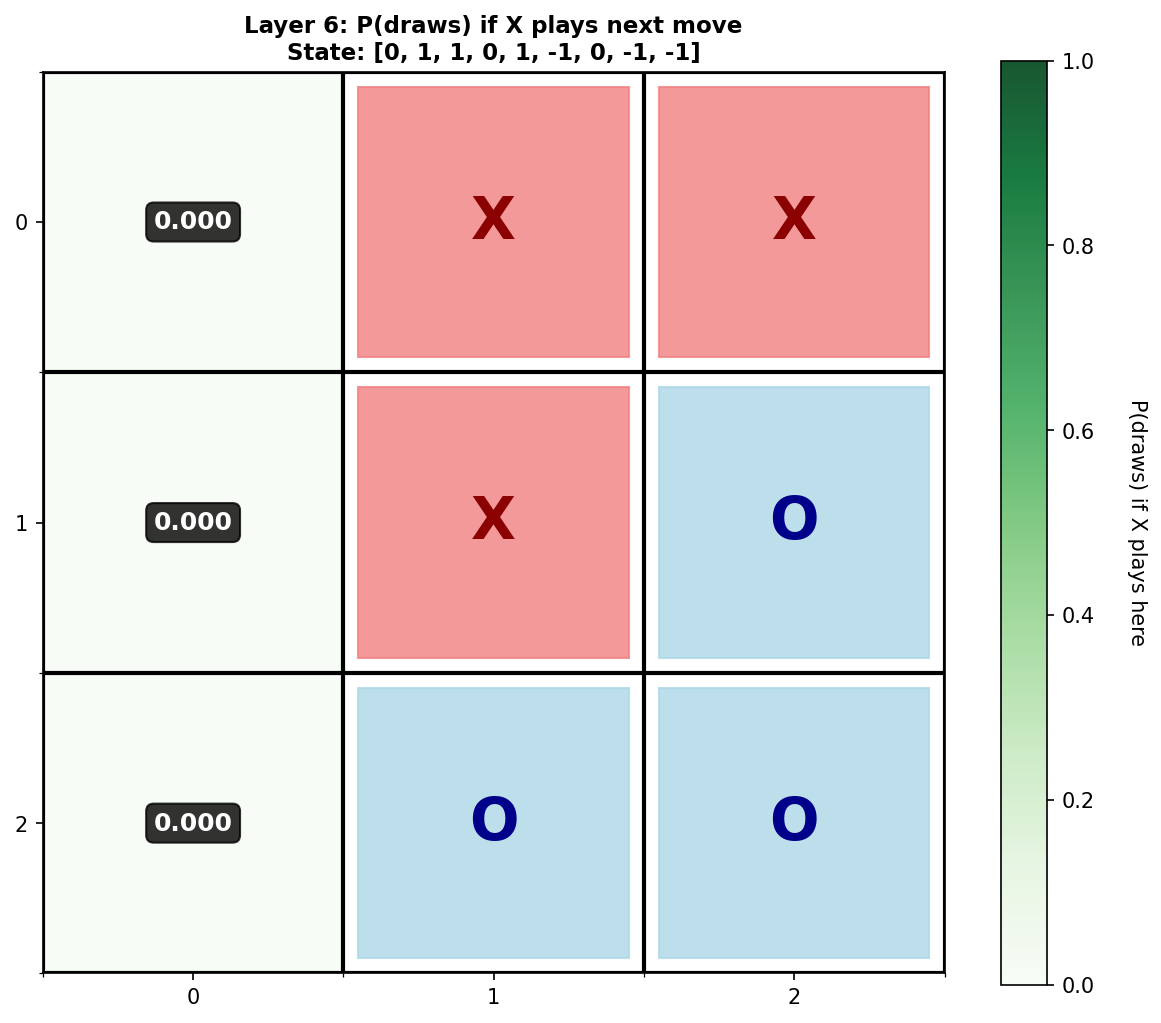 Layer 6: P(draws) if X plays next move
State: [0, 1, 1, 0, 1, -1, 0, -1, -1]
0
0.000
X
X
1
0.000
X
O
2
0.000
O
O
0
1
2
1.0
0.8
0.6
0.4
0.2
0.0
P(draws) if X plays here